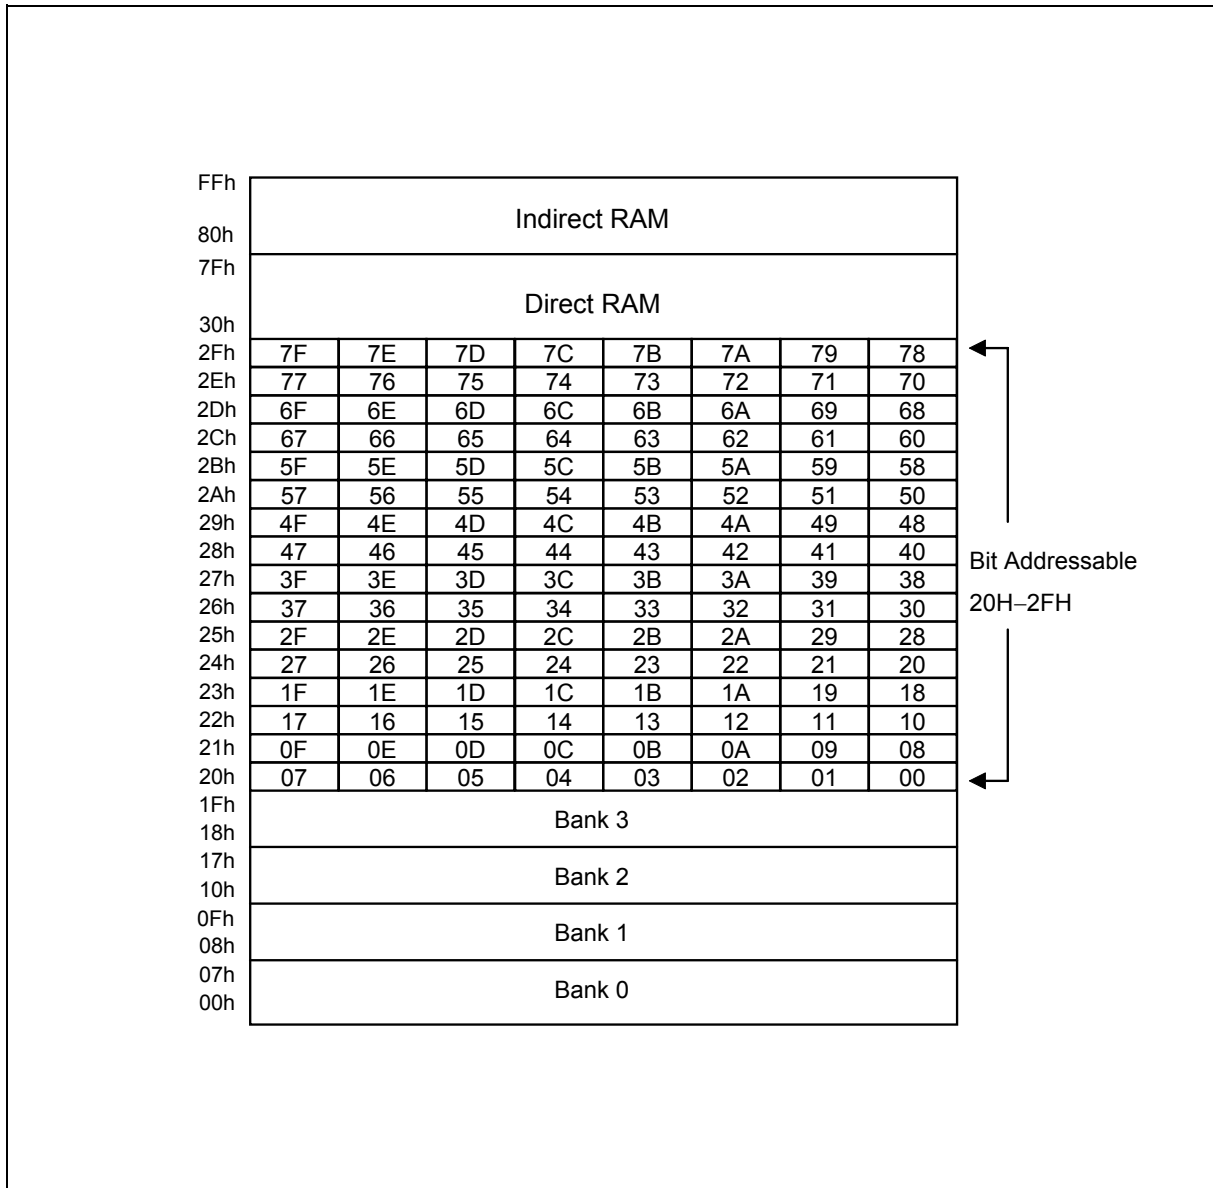 FFh
Indirect RAM
80h
7Fh
Direct RAM
30h
2Fh 7F 7E 7D 7C 7B 7A 79 78
2Eh 77 76 75 74 73 72 71 70
2Dh 6F 6E 6D 6C 6B 6A 69 68
2Ch 67 66 65 64 63 62 61 60
2Bh 5F 5E 5D 5C 5B 5A 59 58
2Ah 57 56 55 54 53 52 51 50
29h 4F 4E 4D 4C 4B 4A 49 48
28h 47 46 45 44 43 42 41 40
Bit Addressable
27h 3F 3E 3D 3C 3B 3A 39 38
26h 37 36 35 34 33 32 31 30
20H–2FH
25h 2F 2E 2D 2C 2B 2A 29 28
24h 27 26 25 24 23 22 21 20
23h 1F 1E 1D 1C 1B 1A 19 18
22h 17 16 15 14 13 12 11 10
21h 0F 0E 0D 0C 0B 0A 09 08
20h 07 06 05 04 03 02 01 00
1Fh
Bank 3
18h
17h
Bank 2
10h
0Fh
Bank 1
08h
07h
Bank 0
00h